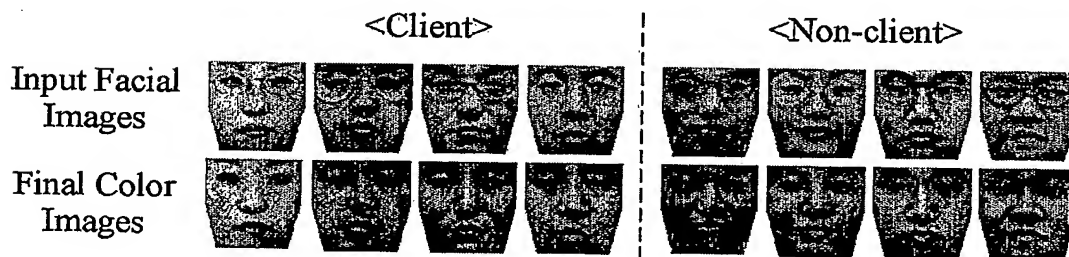 <Client>
<Non-client>
Input Facial
Images
Final Color
Images